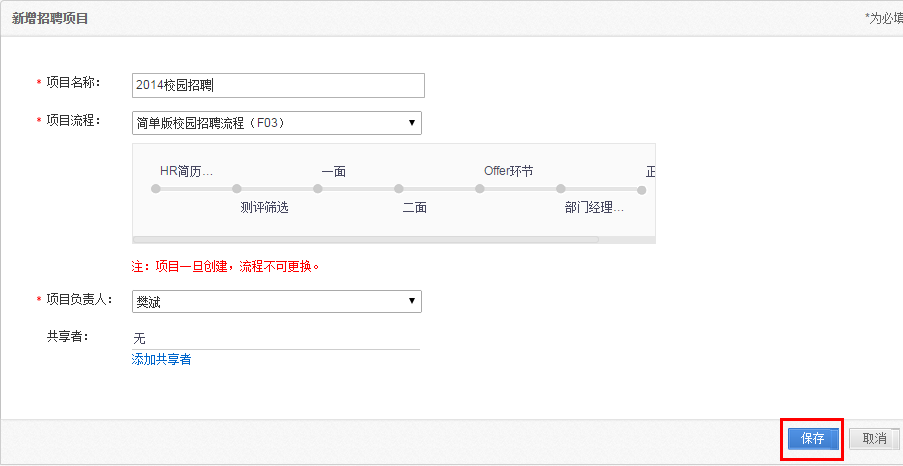 新增招聘项目
*为必填
* 项目名称：
2014校园招聘
* 项目流程：
简单版校园招聘流程（F03）
HR简历... 一面 Offer环节 正
测评筛选 二面 部门经理...
注：项目一旦创建，流程不可更换。
* 项目负责人：
樊斌
共享者：
无
添加共享者
保存 取消